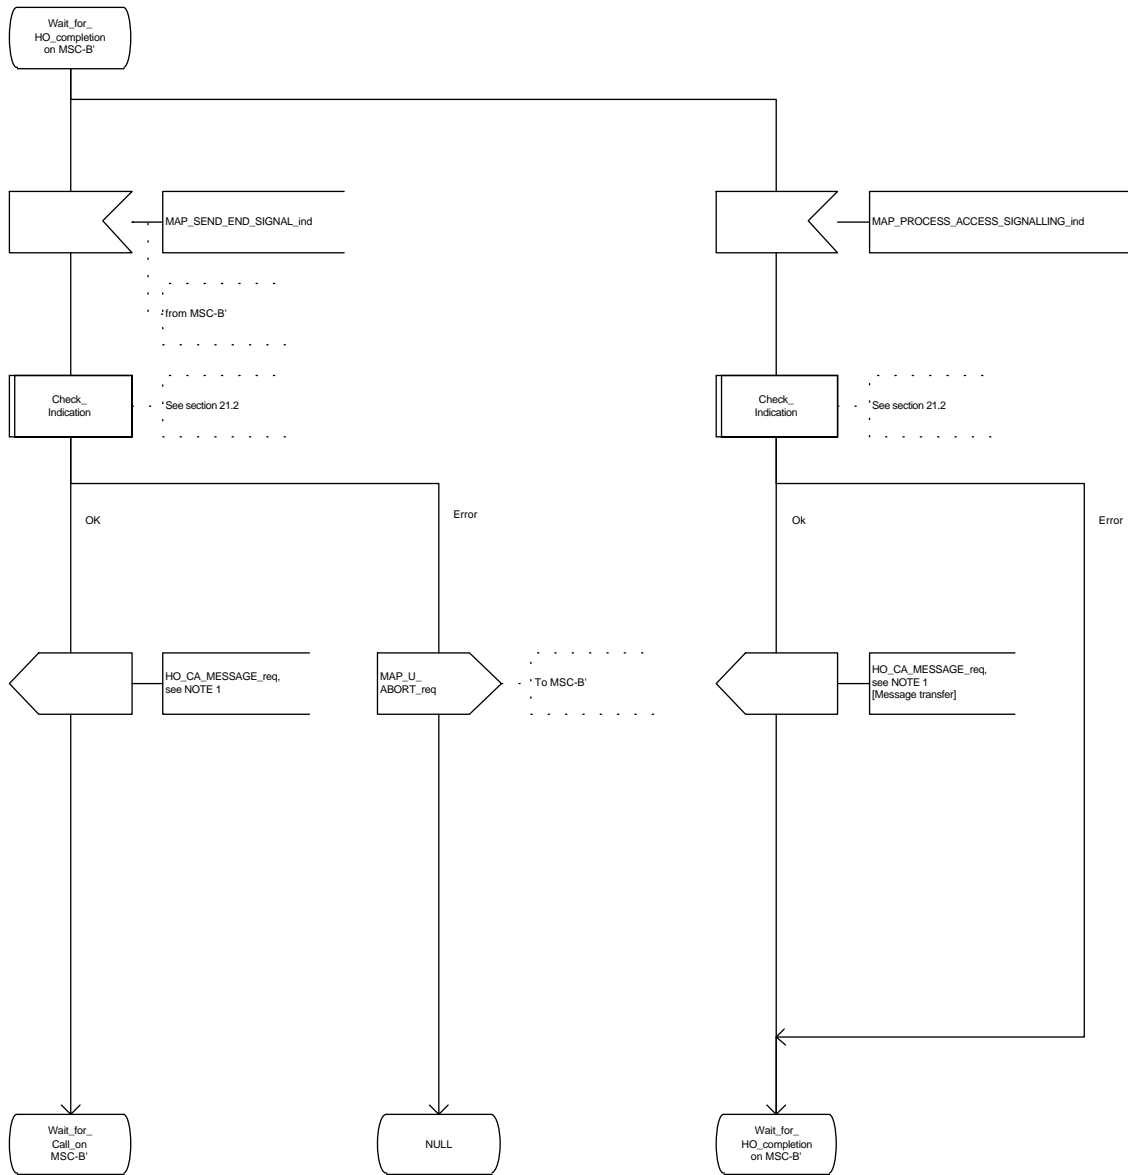 Wait_for_
HO_completion
on MSC-B'
MAP_SEND_END_SIGNAL_ind
MAP_PROCESS_ACCESS_SIGNALLING_ind
from MSC-B'
Check_
Indication
See section 21.2
Check_
Indication
See section 21.2
OK
Error
Ok
Error
HO_CA_MESSAGE_req,
see NOTE 1
MAP_U_
ABORT_req
To MSC-B'
HO_CA_MESSAGE_req,
see NOTE 1
[Message transfer]
Wait_for_
Call_on
MSC-B'
NULL
Wait_for_
HO_completion
on MSC-B'